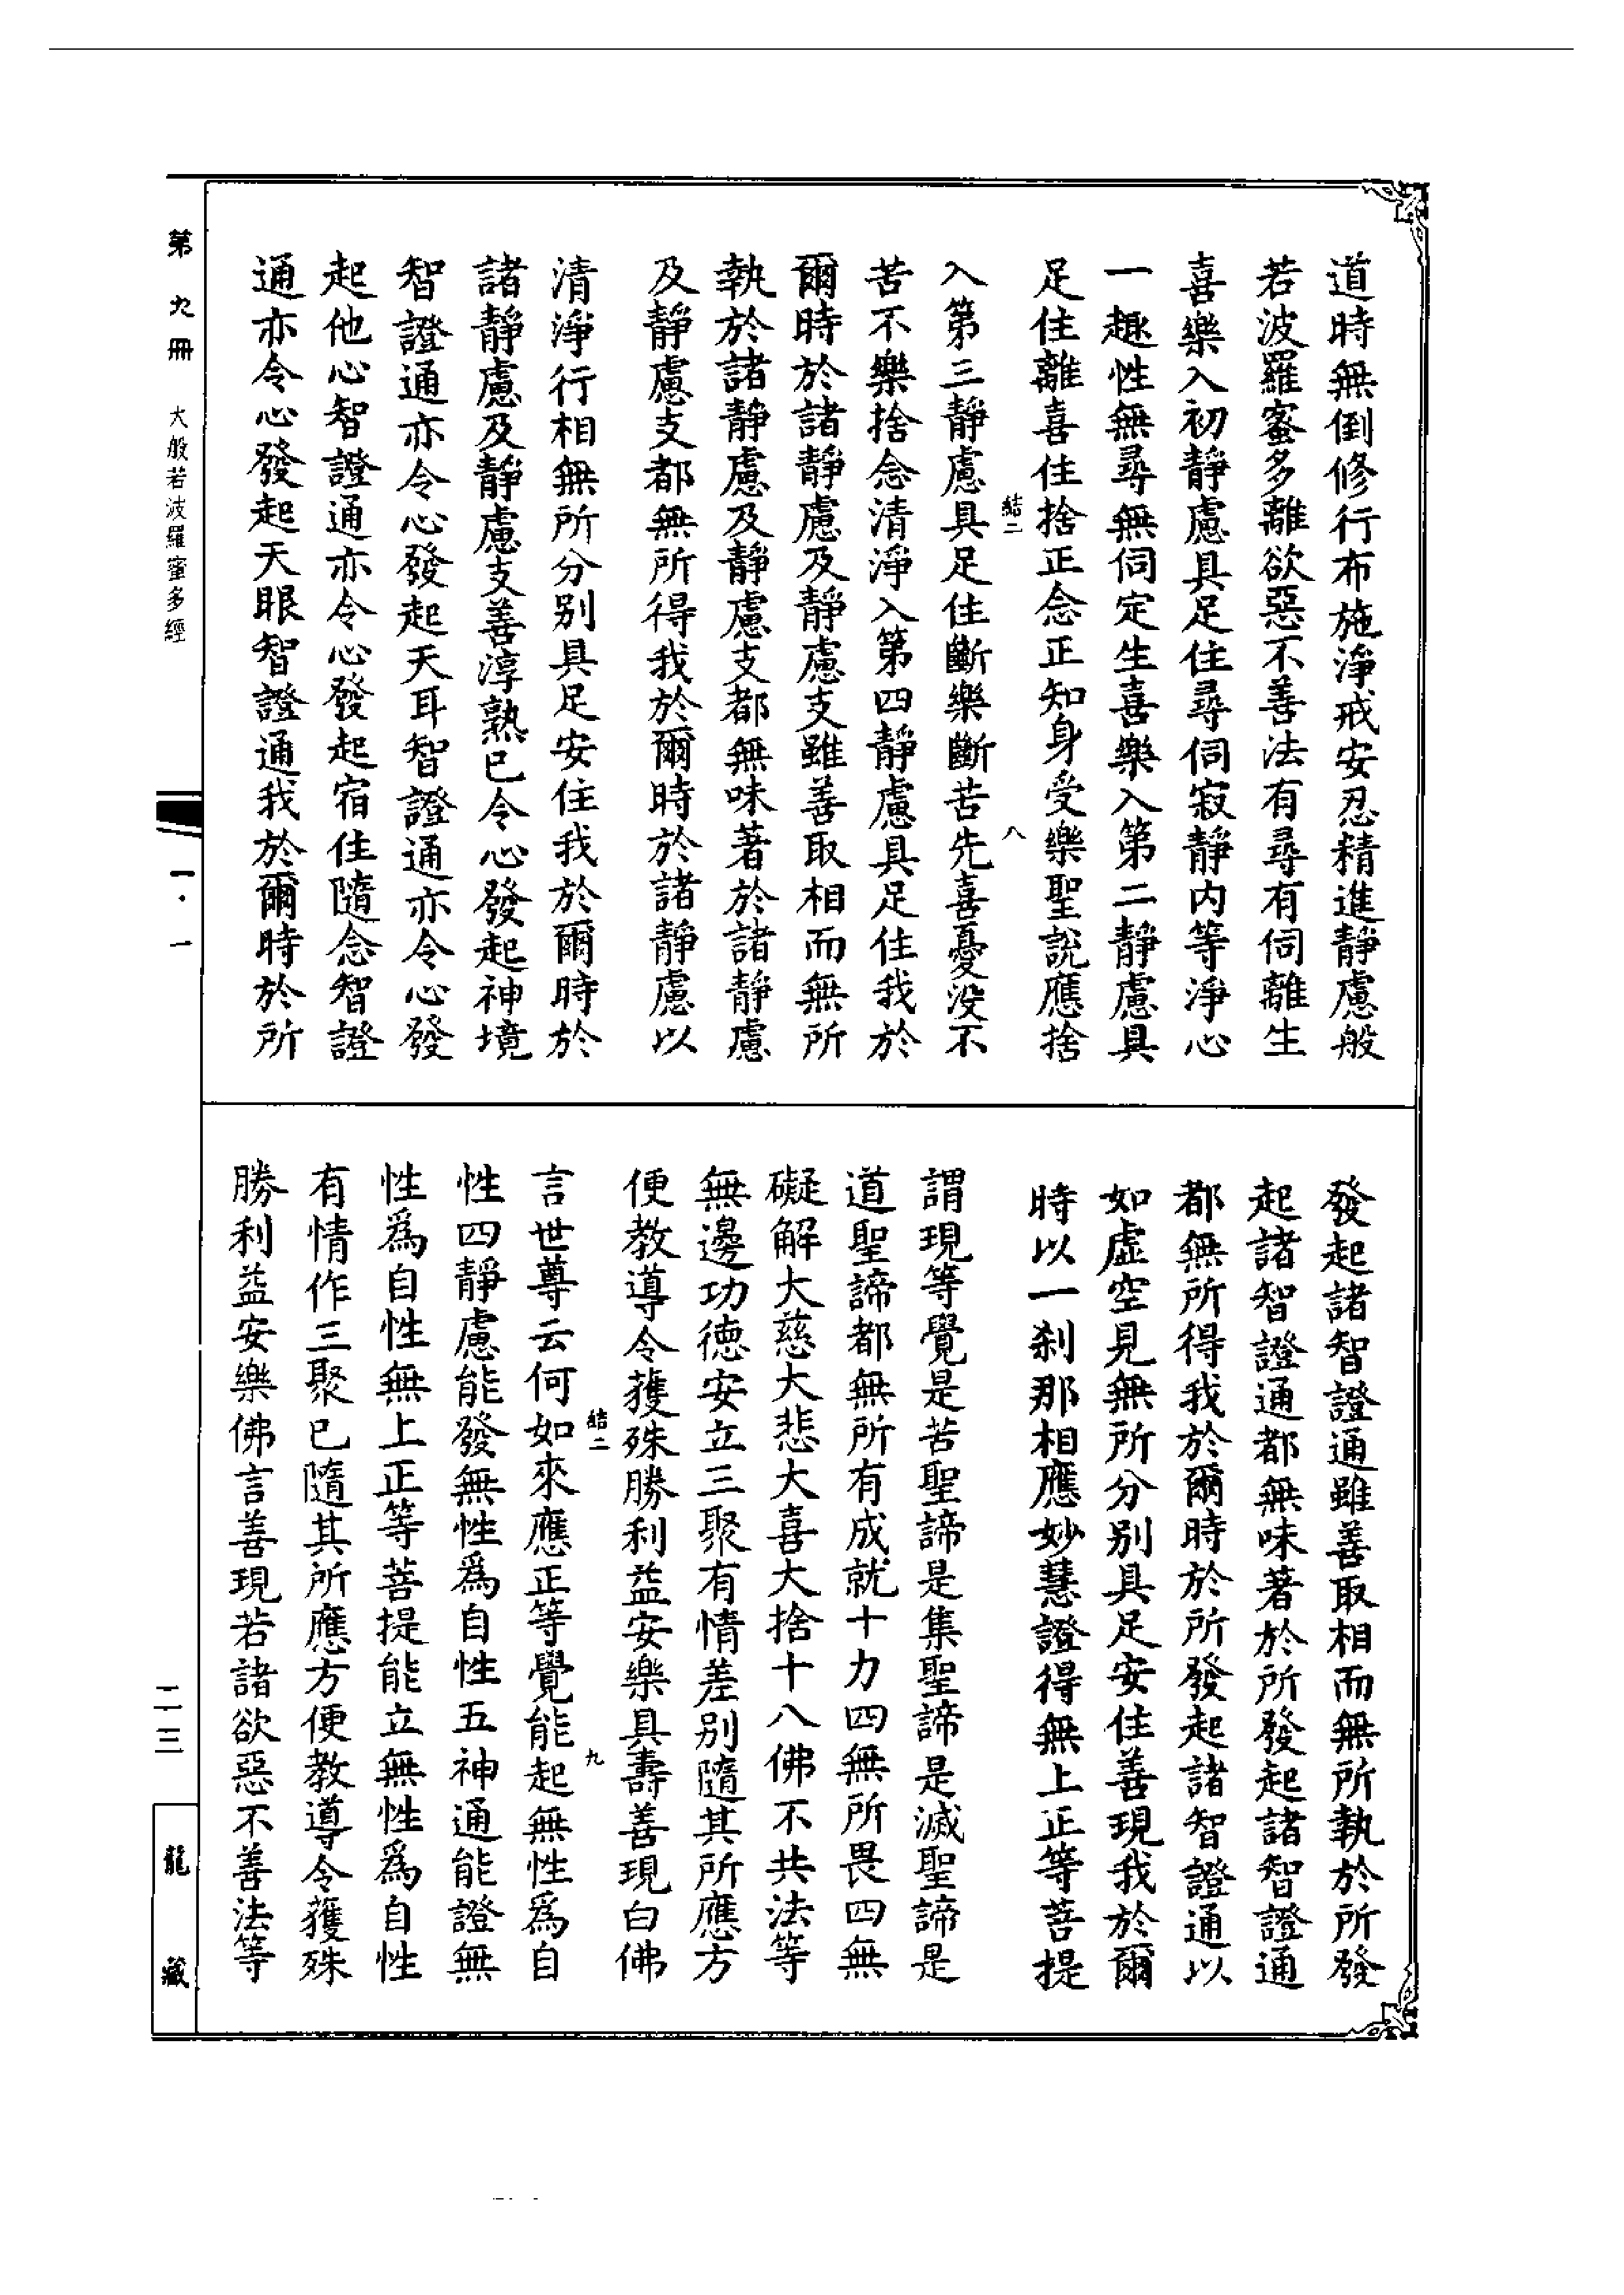 道時無倒修行布施淨戒安忍精進靜慮般
若波羅蜜多離欲惡不善法有尋有伺離生
喜樂入初靜慮具足住尋伺寂靜内等淨心
一趣性無尋無伺定生喜樂入第二靜慮具
足住離喜住捨正念正知身受樂聖説應捨
結二
八
入第三靜慮具足住斷樂斷苦先喜憂没不
苦不樂捨念清淨入第四靜慮具足住我於
爾時於諸靜慮及靜慮支雖善取相而無所
執於諸靜慮及靜慮支都無味著於諸靜慮
及靜慮支都無所得我於爾時於諸靜慮以
清淨行相無所分別具足安住我於爾時於
諸靜慮及靜慮支善淳熟已令心發起神境
智證通亦令心發起天耳智證通亦令心發
起他心智證通亦令心發起宿住隨念智證
通亦令心發起天眼智證通我於爾時於所
發起諸智證通雖善取相而無所執於所發
起諸智證通都無味著於所發起諸智證通
都無所得我於爾時於所發起諸智證通以
如虛空見無所分別具足安住善現我於爾
時以一刹那相應妙慧證得無上正等菩提
謂現等覺是苦聖諦是集聖諦是滅聖諦是
道聖諦都無所有成就十力四無所畏四無
礙解大慈大悲大喜大捨十八佛不共法等
無邊功德安立三聚有情差別隨其所應方
便教導令獲殊勝利益安樂具壽善現白佛
結二
九
言世尊云何如來應正等覺能起無性爲自
性四靜慮能發無性爲自性五神通能證無
性爲自性無上正等菩提能立無性爲自性
有情作三聚已隨其所應方便教導令獲殊
勝利益安樂佛言善現若諸欲惡不善法等
第九冊
大般若波羅蜜多經
一·一
二三
龍藏